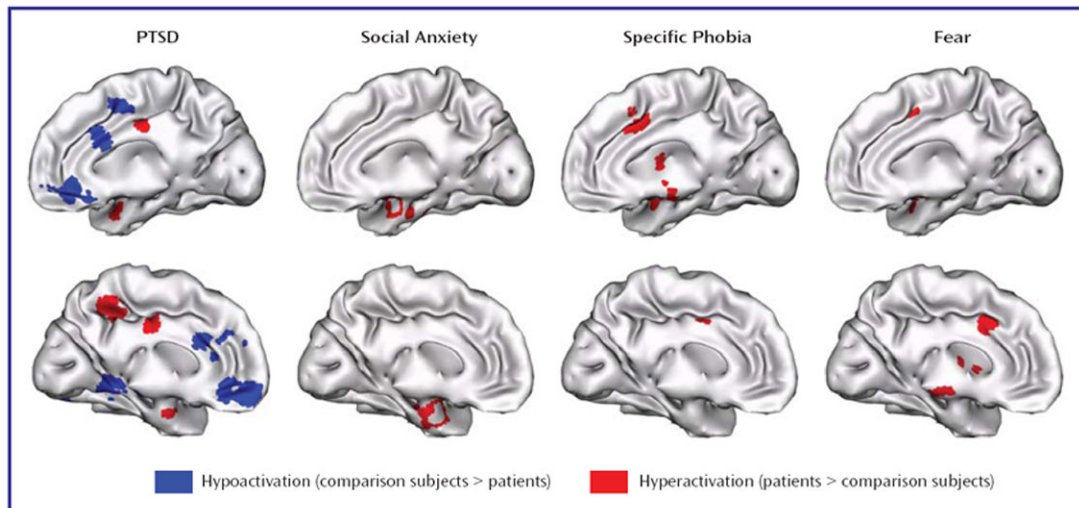 PTSD
Social Anxiety
Specific Phobia
Fear
Hypoactivation (comparison subjects > patients)
Hyperactivation (patients > comparison subjects)